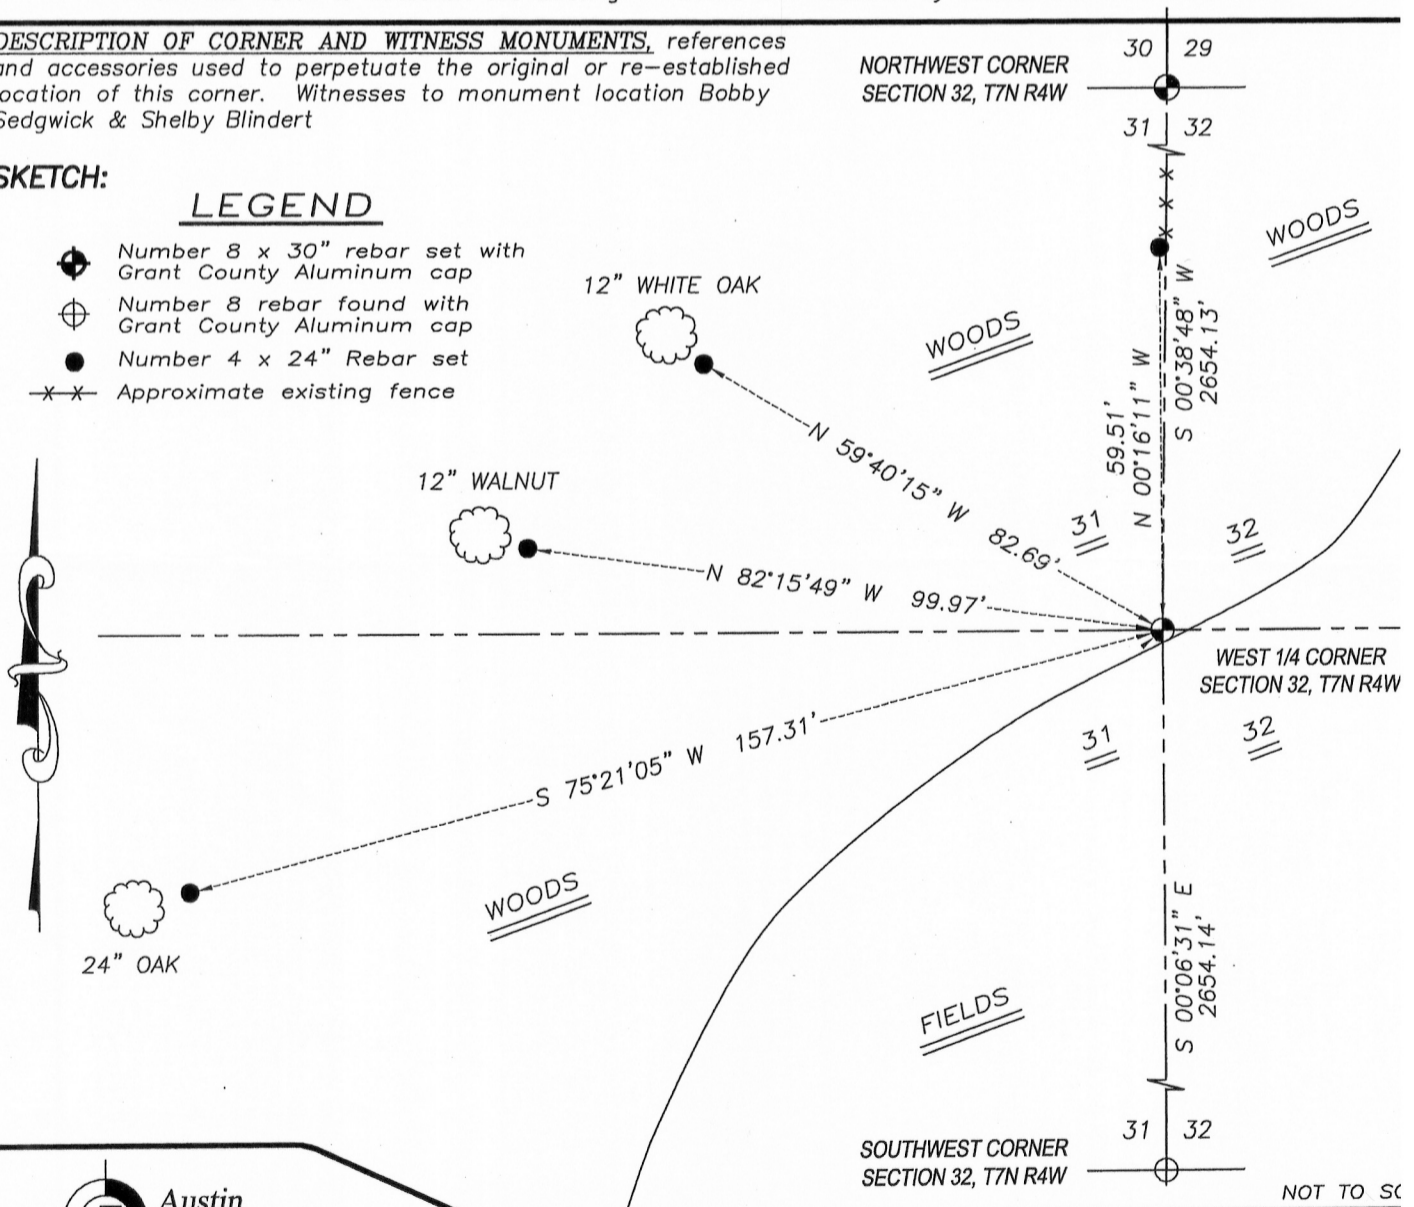 DESCRIPTION OF CORNER AND WITNESS MONUMENTS, references
and accessories used to perpetuate the original or re-established
location of this corner. Witnesses to monument location Bobby
Sedgwick & Shelby Blindert
SKETCH:
LEGEND
Number 8 x 30" rebar set with
Grant County Aluminum cap
Number 8 rebar found with
Grant County Aluminum cap
Number 4 x 24" Rebar set
Approximate existing fence
NORTHWEST CORNER
SECTION 32, T7N R4W
30 29
31 32
WOODS
12" WHITE OAK
WOODS
S 00°38'48" W
2654.13'
59.51'
N 00°16'11" W
N 59°40'15" W 82.69'
31
32
12" WALNUT
N 82°15'49" W 99.97'
WEST 1/4 CORNER
SECTION 32, T7N R4W
31
32
S 75°21'05" W 157.31'
24" OAK
WOODS
S 00°06'31" E
2654.14'
FIELDS
31 32
SOUTHWEST CORNER
SECTION 32, T7N R4W
NOT TO SC
Austin